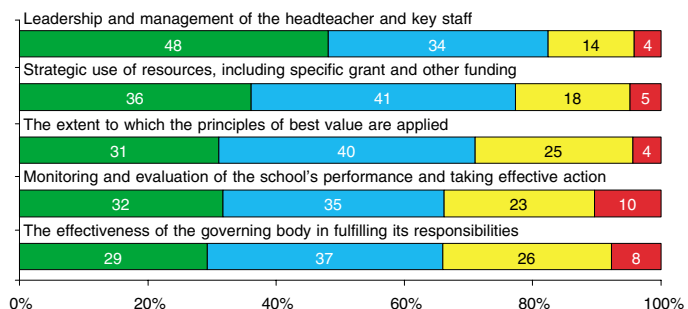 Leadership and management of the headteacher and key staff
48 34 14 4
Strategic use of resources, including specific grant and other funding
36 41 18 5
The extent to which the principles of best value are applied
31 40 25 4
Monitoring and evaluation of the school's performance and taking effective action
32 35 23 10
The effectiveness of the governing body in fulfilling its responsibilities
29 37 26 8
0% 20% 40% 60% 80% 100%